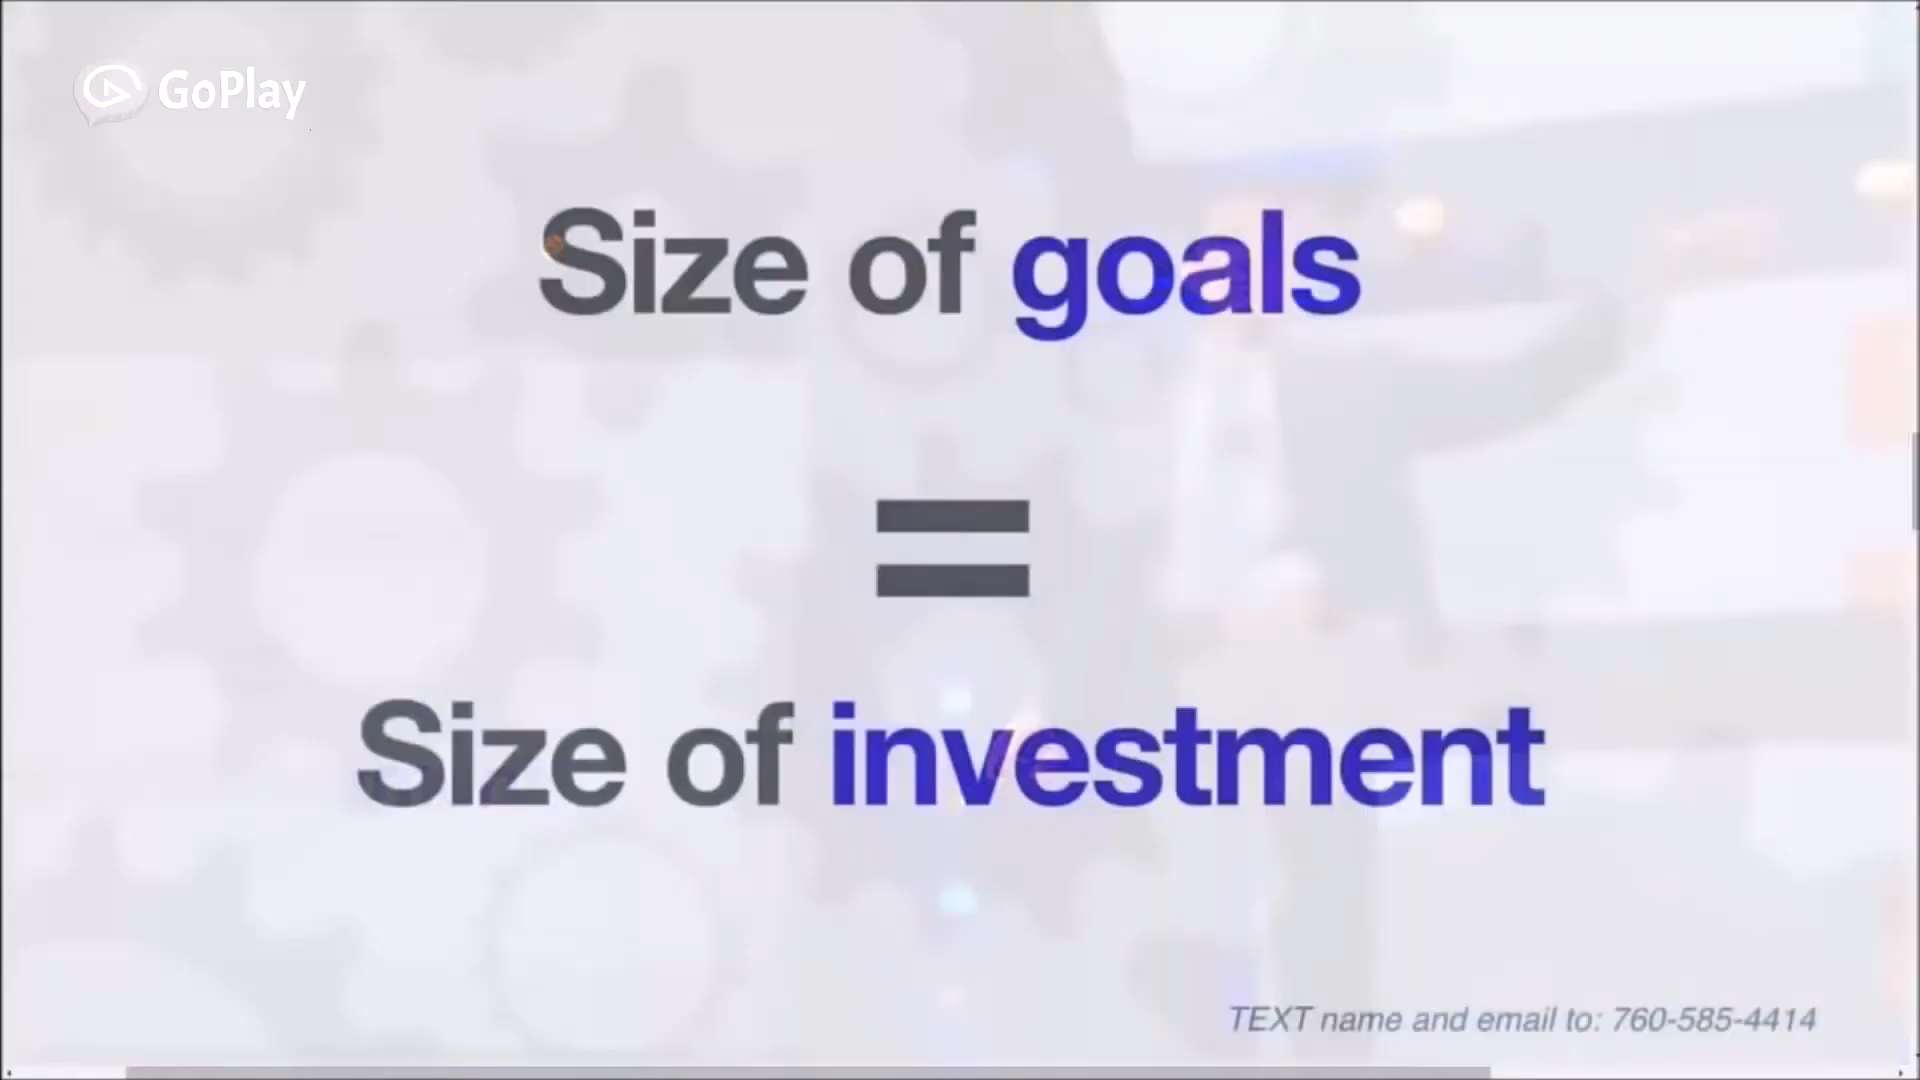 GoPlay
Size of goals
=
Size of investment
TEXT name and email to: 760-585-4414